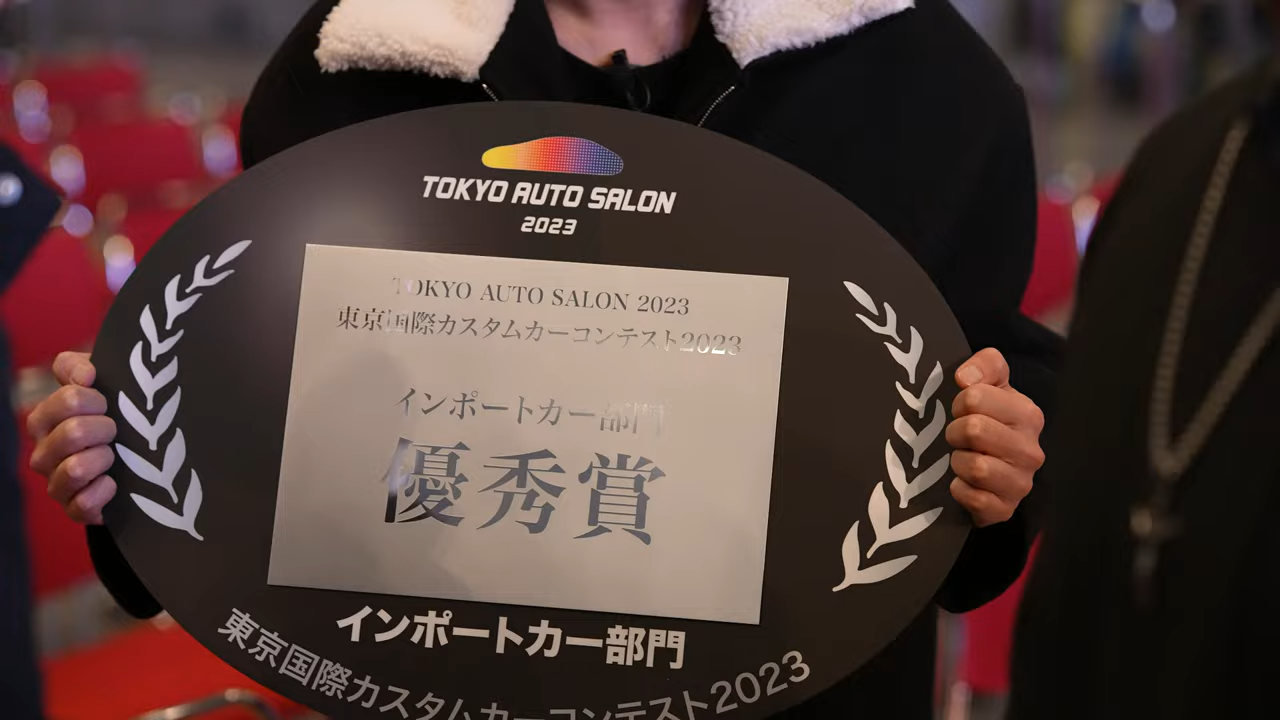 TOKYO AUTO SALON
2023
TOKYO AUTO SALON 2023
東京国際カスタムカーコンテスト2023
インポートカー部門
優秀賞
インポートカー部門
東京国際カスタムカーコンテスト2023